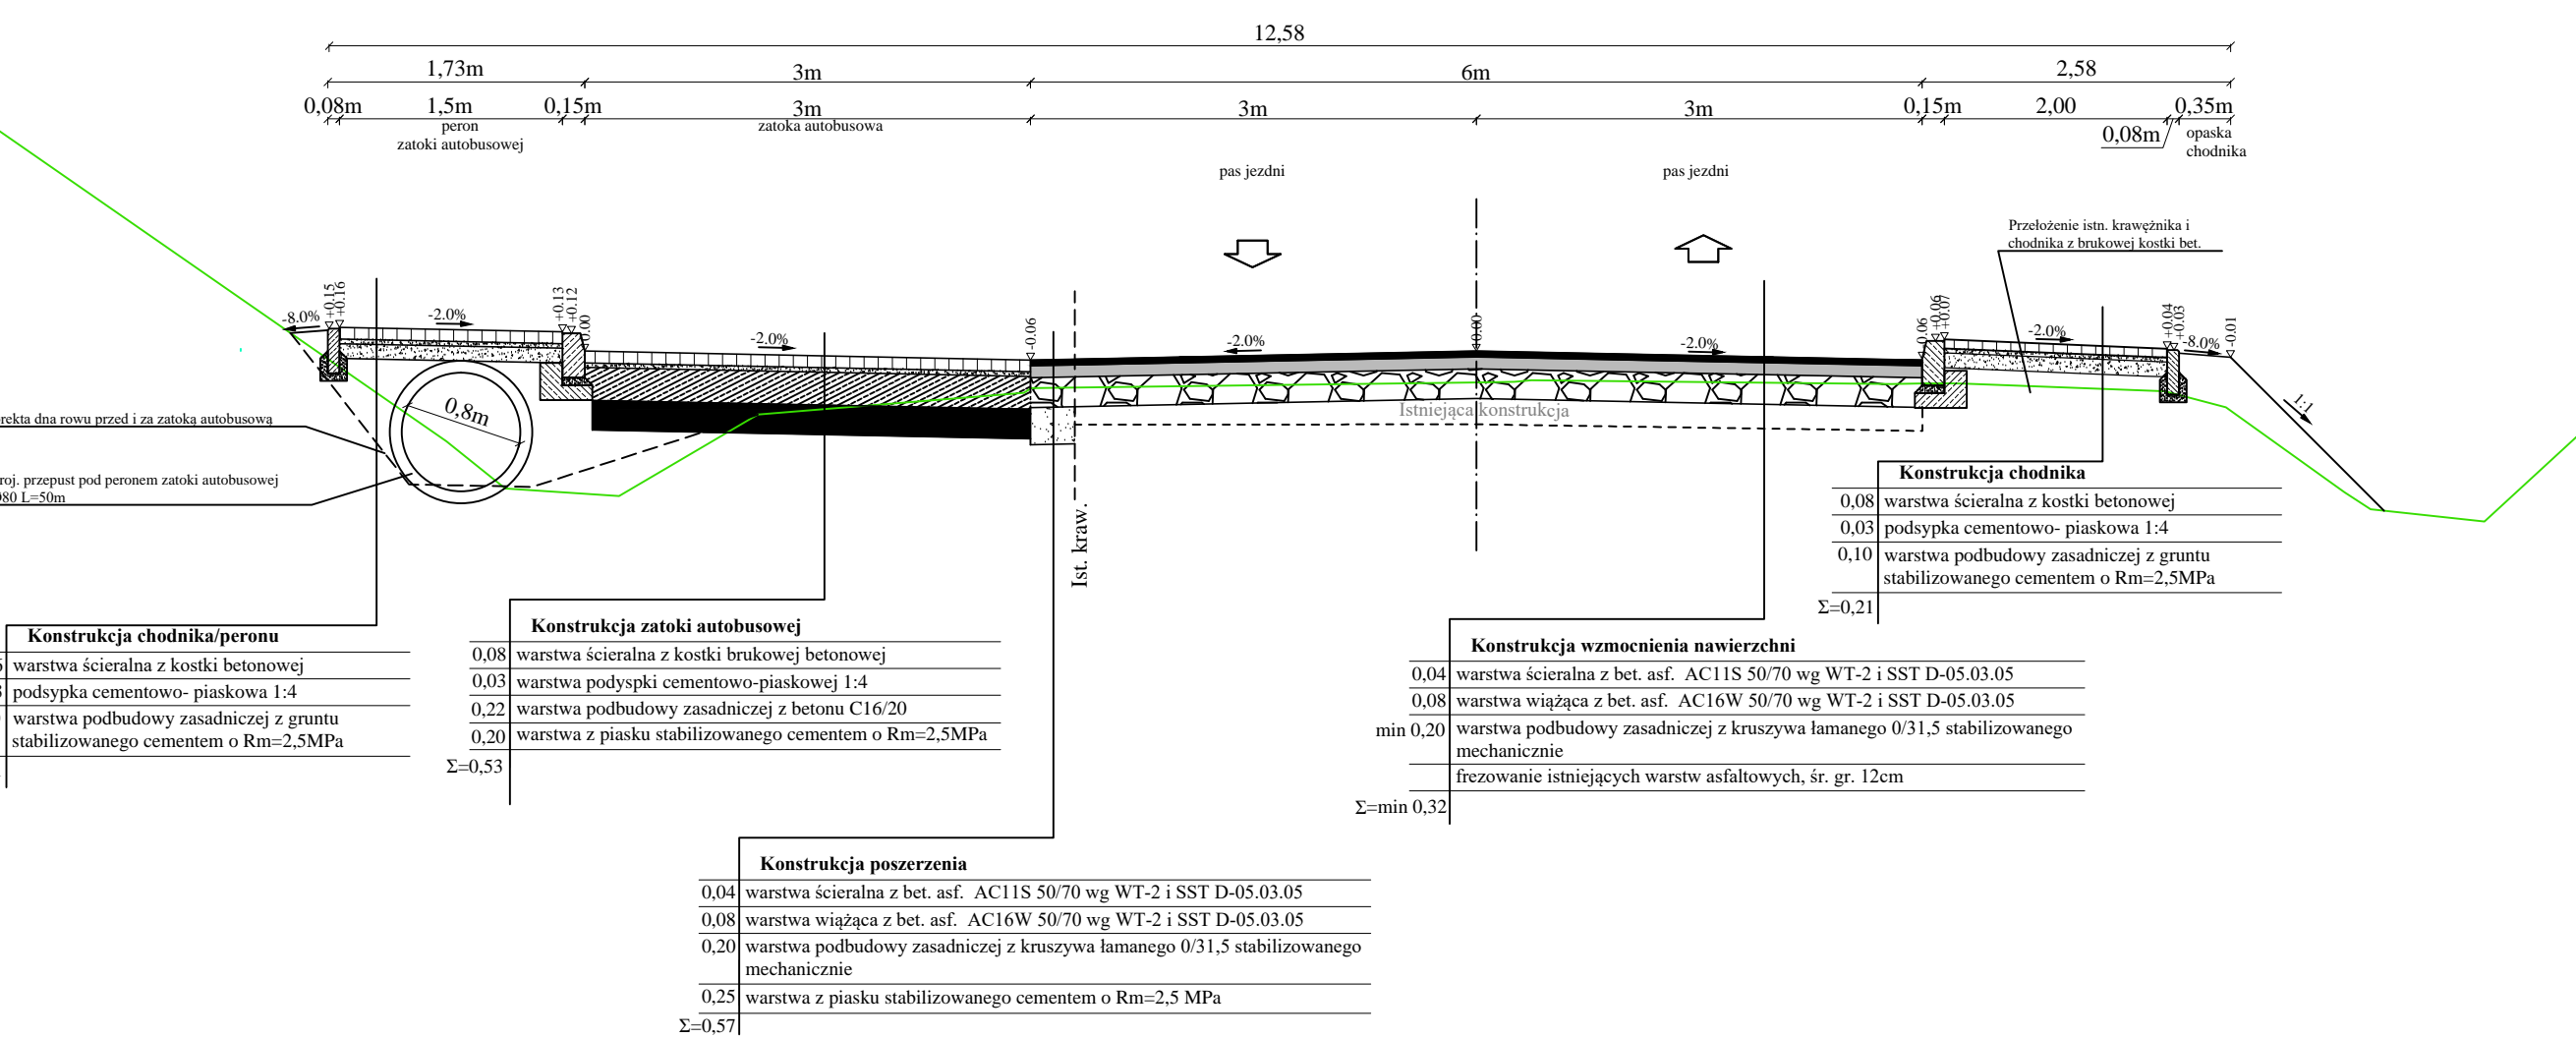 12,58
1,73m 3m 6m 2,58
0,08m 1,5m 0,15m 3m 3m 3m 0,15m 2,00 0,35m
peron
zatoki autobusowej
zatoka autobusowa
0,08m
opaska
chodnika
pas jezdni pas jezdni
Przełożenie istn. krawężnika i
chodnika z brukowej kostki bet.
+0.15 +0.16 +0.13 +0.12 -0.06 +0.06 +0.07 +0.04 +0.03 -0.01
-8.0% -2.0% -2.0% -2.0% -2.0% -2.0% -8.0%
1:1
0,8m
Istniejąca konstrukcja
Ist. kraw.
dna rowu przed i za zatoką autobusową
przepust pod peronem zatoki autobusowej
L=50m
Konstrukcja chodnika
0,08 warstwa ścieralna z kostki betonowej
0,03 podsypka cementowo- piaskowa 1:4
0,10 warstwa podbudowy zasadniczej z gruntu
stabilizowanego cementem o Rm=2,5MPa
Σ=0,21
Konstrukcja chodnika/peronu
warstwa ścieralna z kostki betonowej
podsypka cementowo- piaskowa 1:4
warstwa podbudowy zasadniczej z gruntu
stabilizowanego cementem o Rm=2,5MPa
Konstrukcja zatoki autobusowej
0,08 warstwa ścieralna z kostki brukowej betonowej
0,03 warstwa podyspki cementowo-piaskowej 1:4
0,22 warstwa podbudowy zasadniczej z betonu C16/20
0,20 warstwa z piasku stabilizowanego cementem o Rm=2,5MPa
Σ=0,53
Konstrukcja wzmocnienia nawierzchni
0,04 warstwa ścieralna z bet. asf. AC11S 50/70 wg WT-2 i SST D-05.03.05
0,08 warstwa wiążąca z bet. asf. AC16W 50/70 wg WT-2 i SST D-05.03.05
min 0,20 warstwa podbudowy zasadniczej z kruszywa łamanego 0/31,5 stabilizowanego
mechanicznie
frezowanie istniejących warstw asfaltowych, śr. gr. 12cm
Σ=min 0,32
Konstrukcja poszerzenia
0,04 warstwa ścieralna z bet. asf. AC11S 50/70 wg WT-2 i SST D-05.03.05
0,08 warstwa wiążąca z bet. asf. AC16W 50/70 wg WT-2 i SST D-05.03.05
0,20 warstwa podbudowy zasadniczej z kruszywa łamanego 0/31,5 stabilizowanego
mechanicznie
0,25 warstwa z piasku stabilizowanego cementem o Rm=2,5 MPa
Σ=0,57